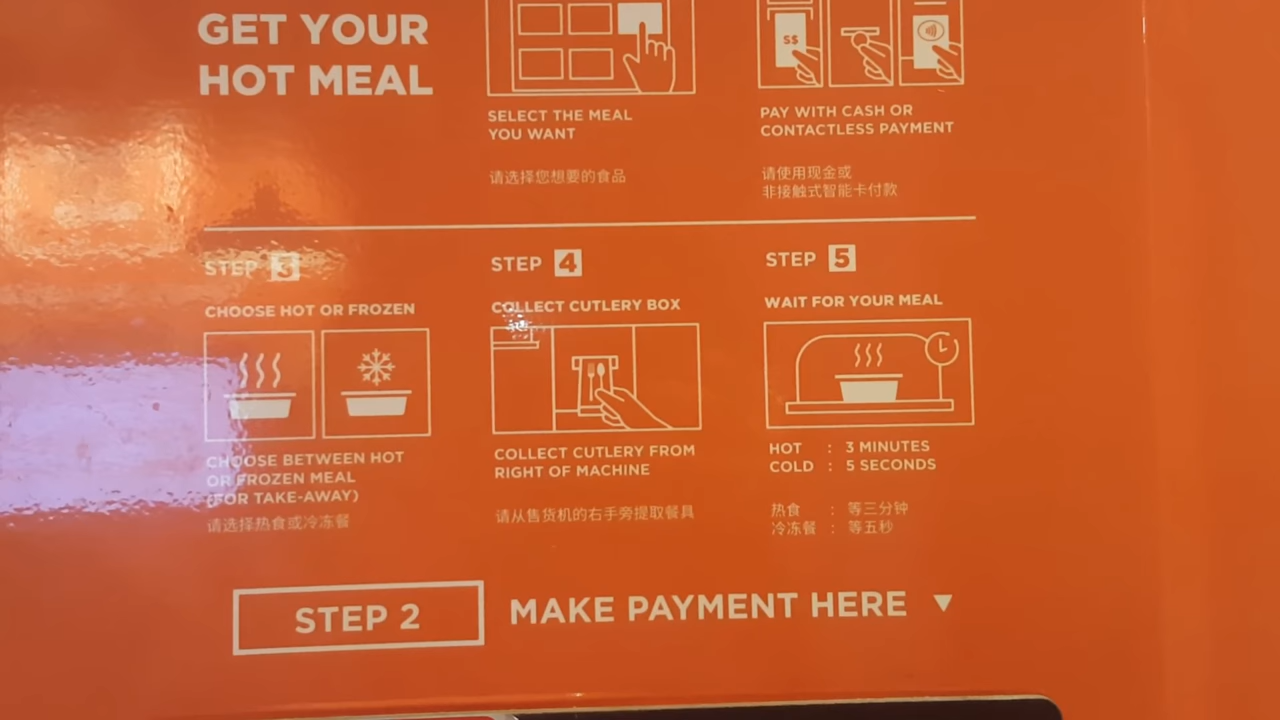 GET YOUR
HOT MEAL
SELECT THE MEAL
YOU WANT
请选择您想要的食品
S$
PAY WITH CASH OR
CONTACTLESS PAYMENT
请使用现金或
非接触式智能卡付款
STEP 3
CHOOSE HOT OR FROZEN
CHOOSE BETWEEN HOT
OR FROZEN MEAL
(FOR TAKE-AWAY)
请选择热食或冷冻餐
STEP 4
COLLECT CUTLERY BOX
COLLECT CUTLERY FROM
RIGHT OF MACHINE
请从售货机的右手旁提取餐具
STEP 5
WAIT FOR YOUR MEAL
HOT : 3 MINUTES
COLD : 5 SECONDS
热食 : 等三分钟
冷冻餐 : 等五秒
STEP 2
MAKE PAYMENT HERE ▼